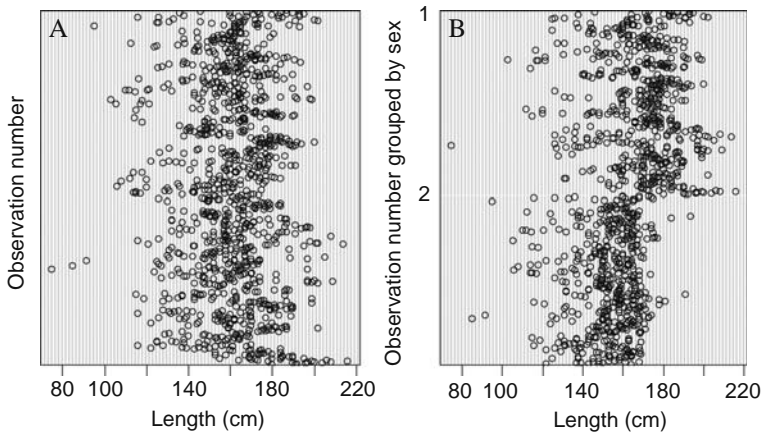 A
Observation number
80 100 140 180 220
Length (cm)
B
Observation number grouped by sex
1
2
80 100 140 180 220
Length (cm)